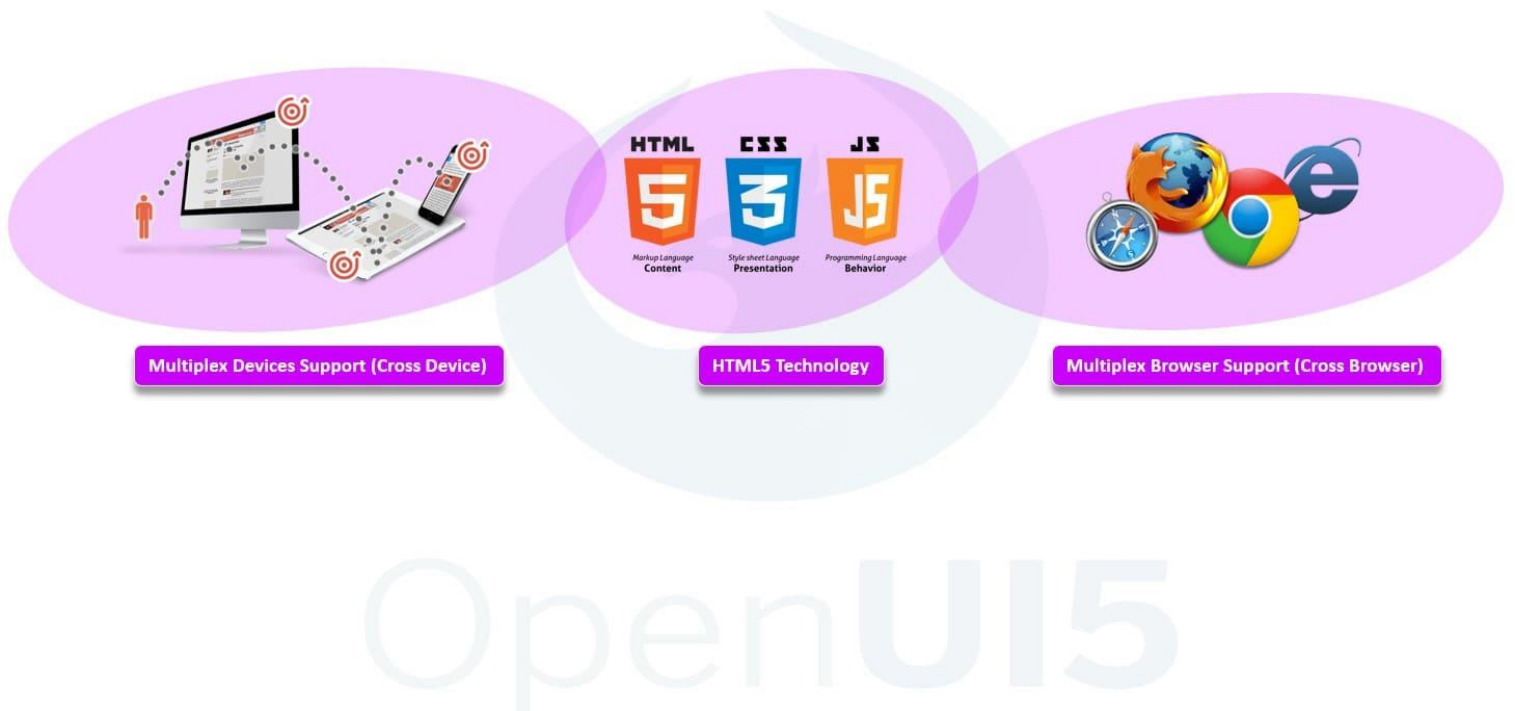 HTML
CSS
JS
5
3
JS
Markup Language
Content
Style sheet Language
Presentation
Programming Language
Behavior
Multiplex Devices Support (Cross Device)
HTML5 Technology
Multiplex Browser Support (Cross Browser)
OpenUI5